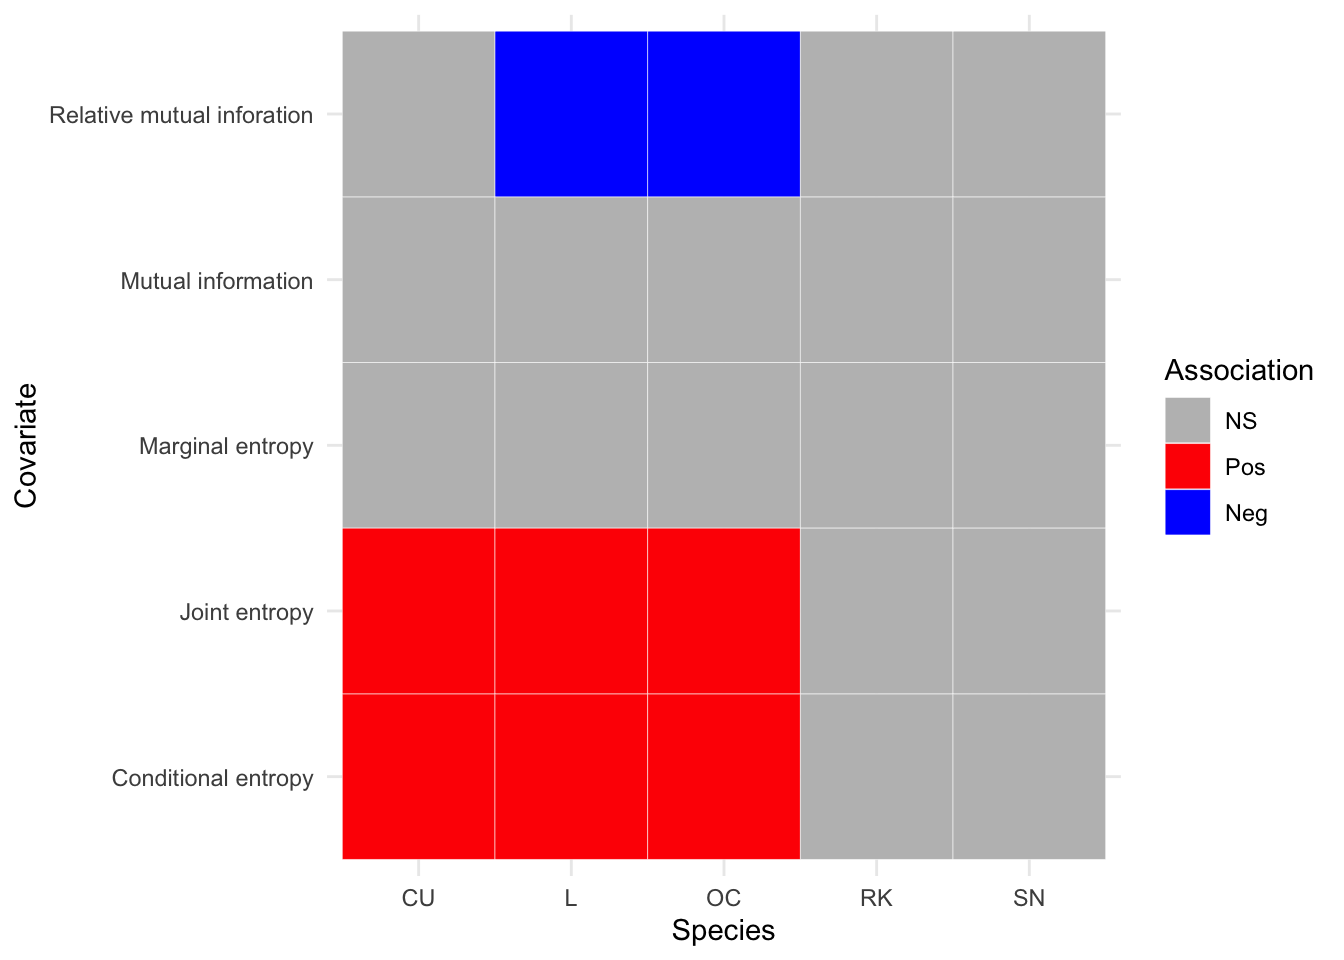 Relative mutual inforation
Mutual information
Marginal entropy
Joint entropy
Conditional entropy
Covariate
CU L OC RK SN
Species
Association
NS
Pos
Neg